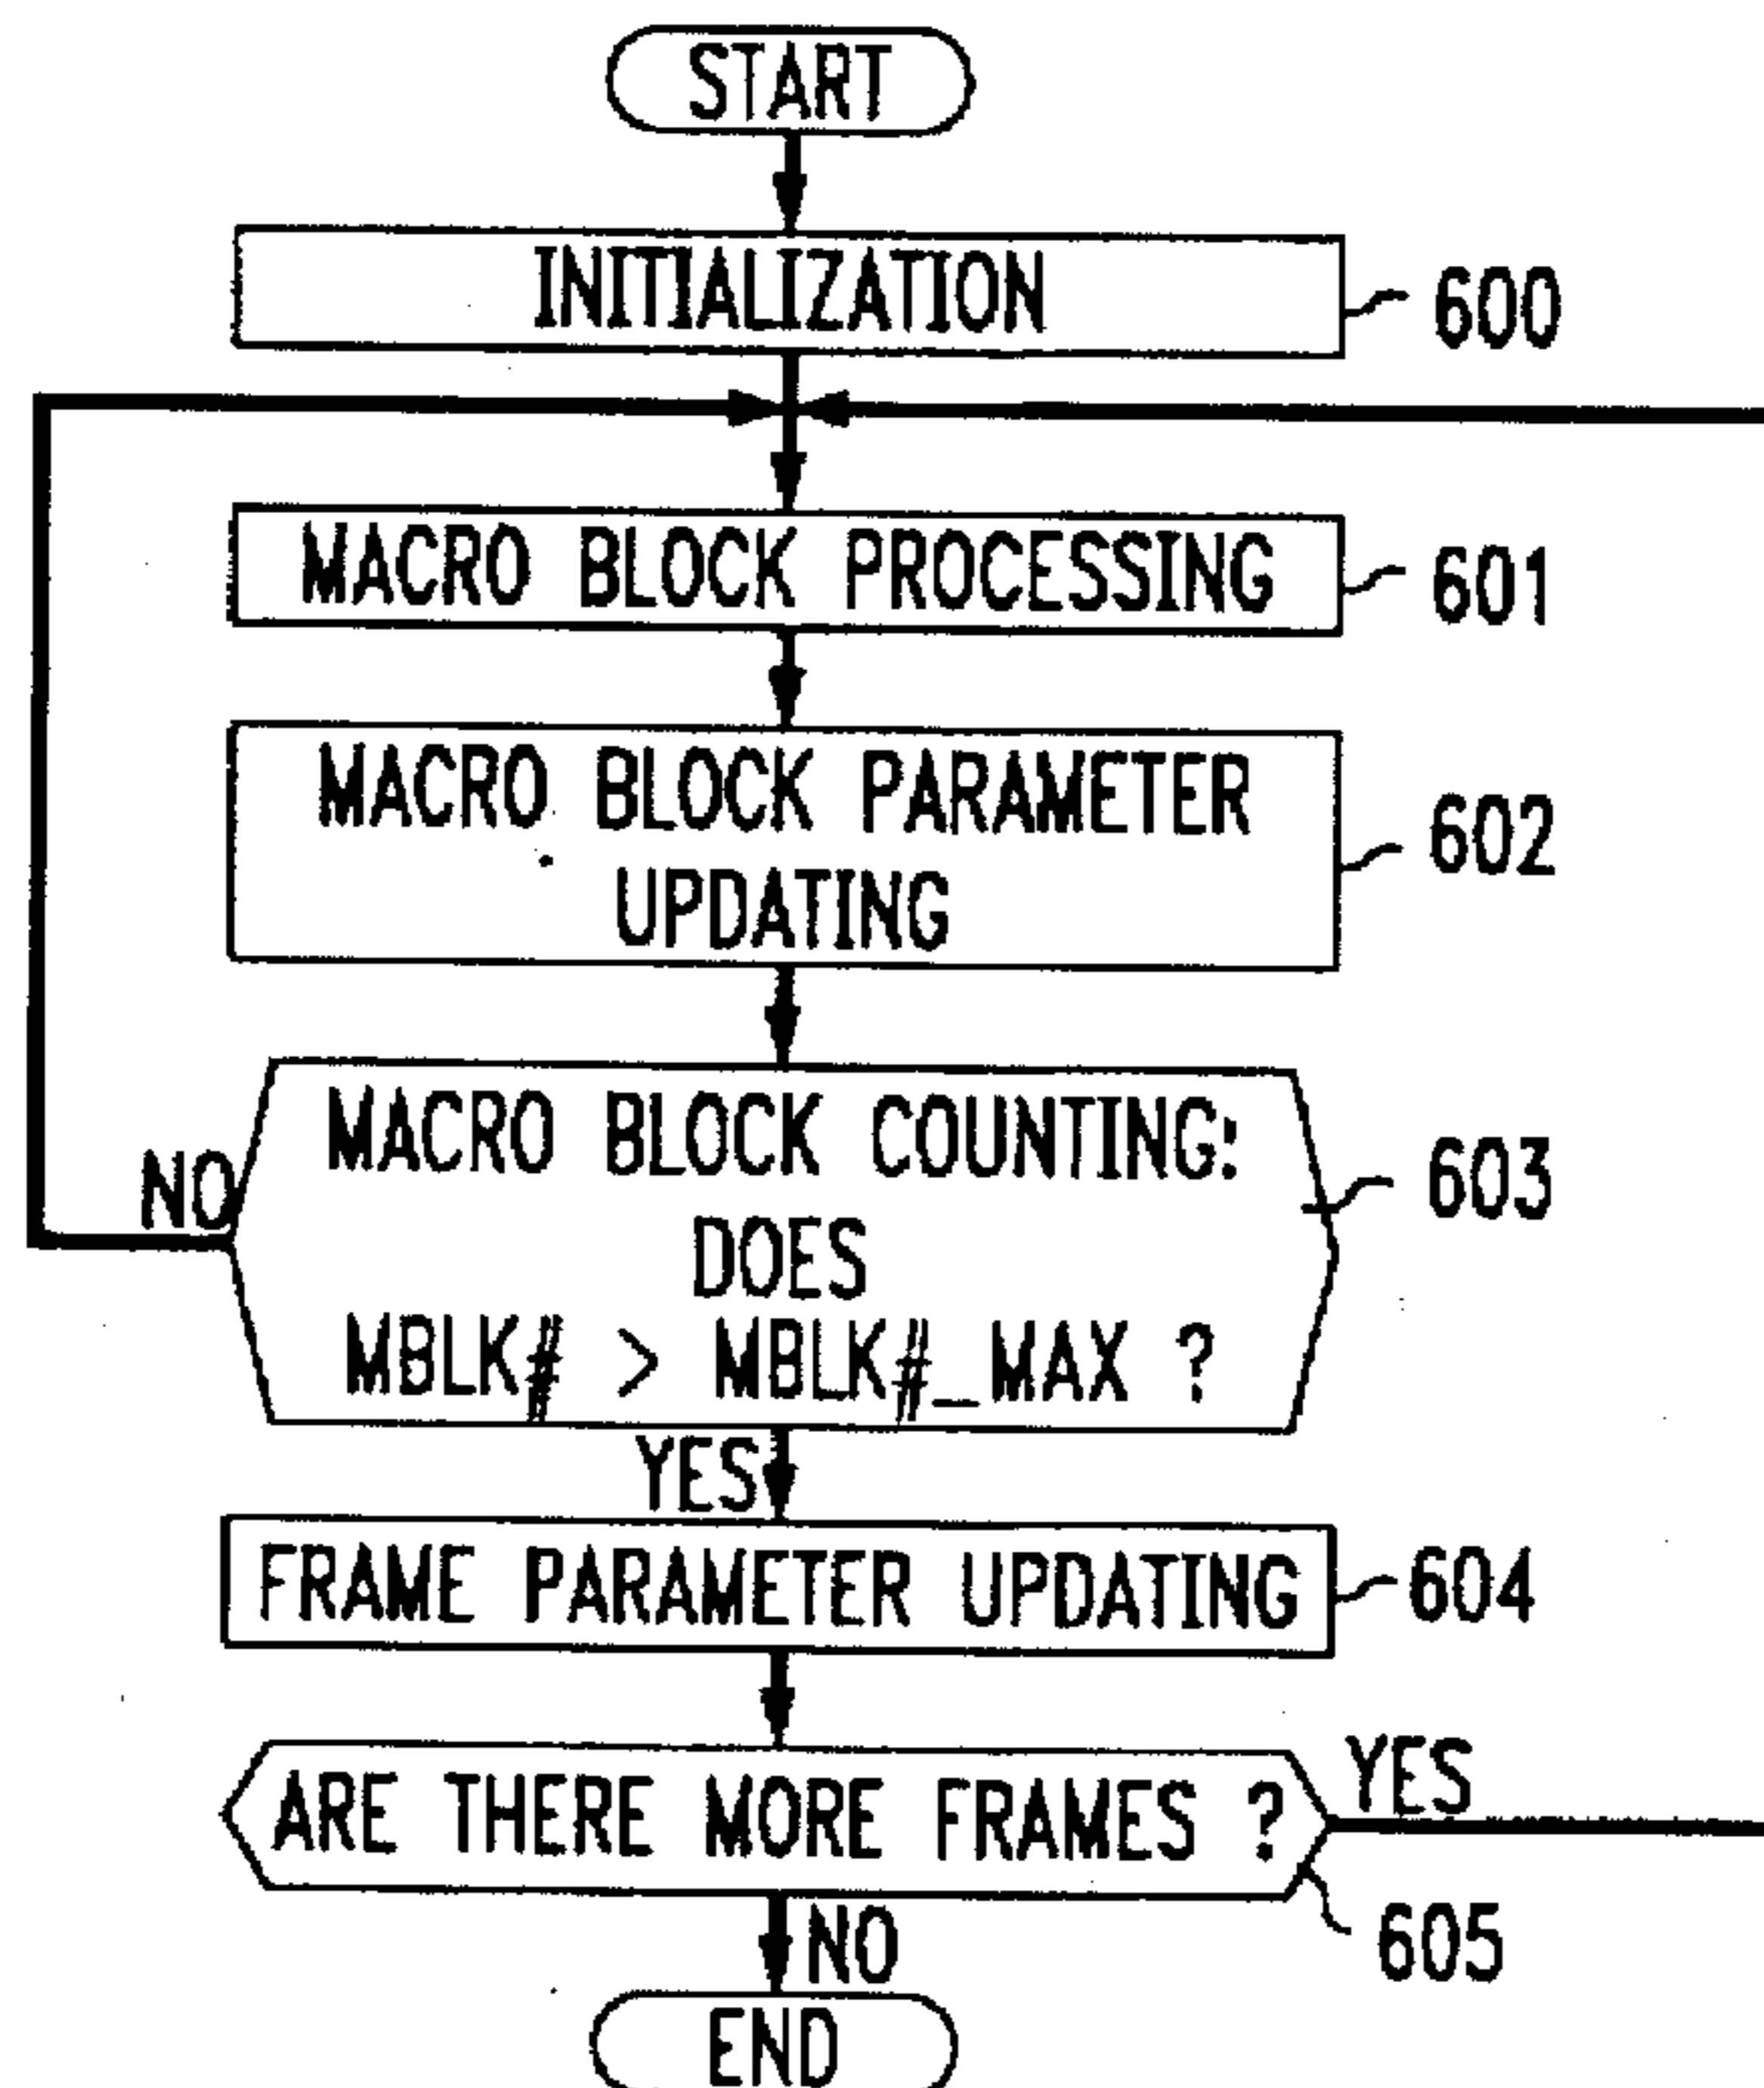 START
INITIALIZATION
600
MACRO BLOCK PROCESSING
601
MACRO BLOCK PARAMETER
UPDATING
602
MACRO BLOCK COUNTING:
DOES
MBLK# > MBLK#_MAX ?
603
NO
YES
FRAME PARAMETER UPDATING
604
ARE THERE MORE FRAMES ?
YES
605
NO
END